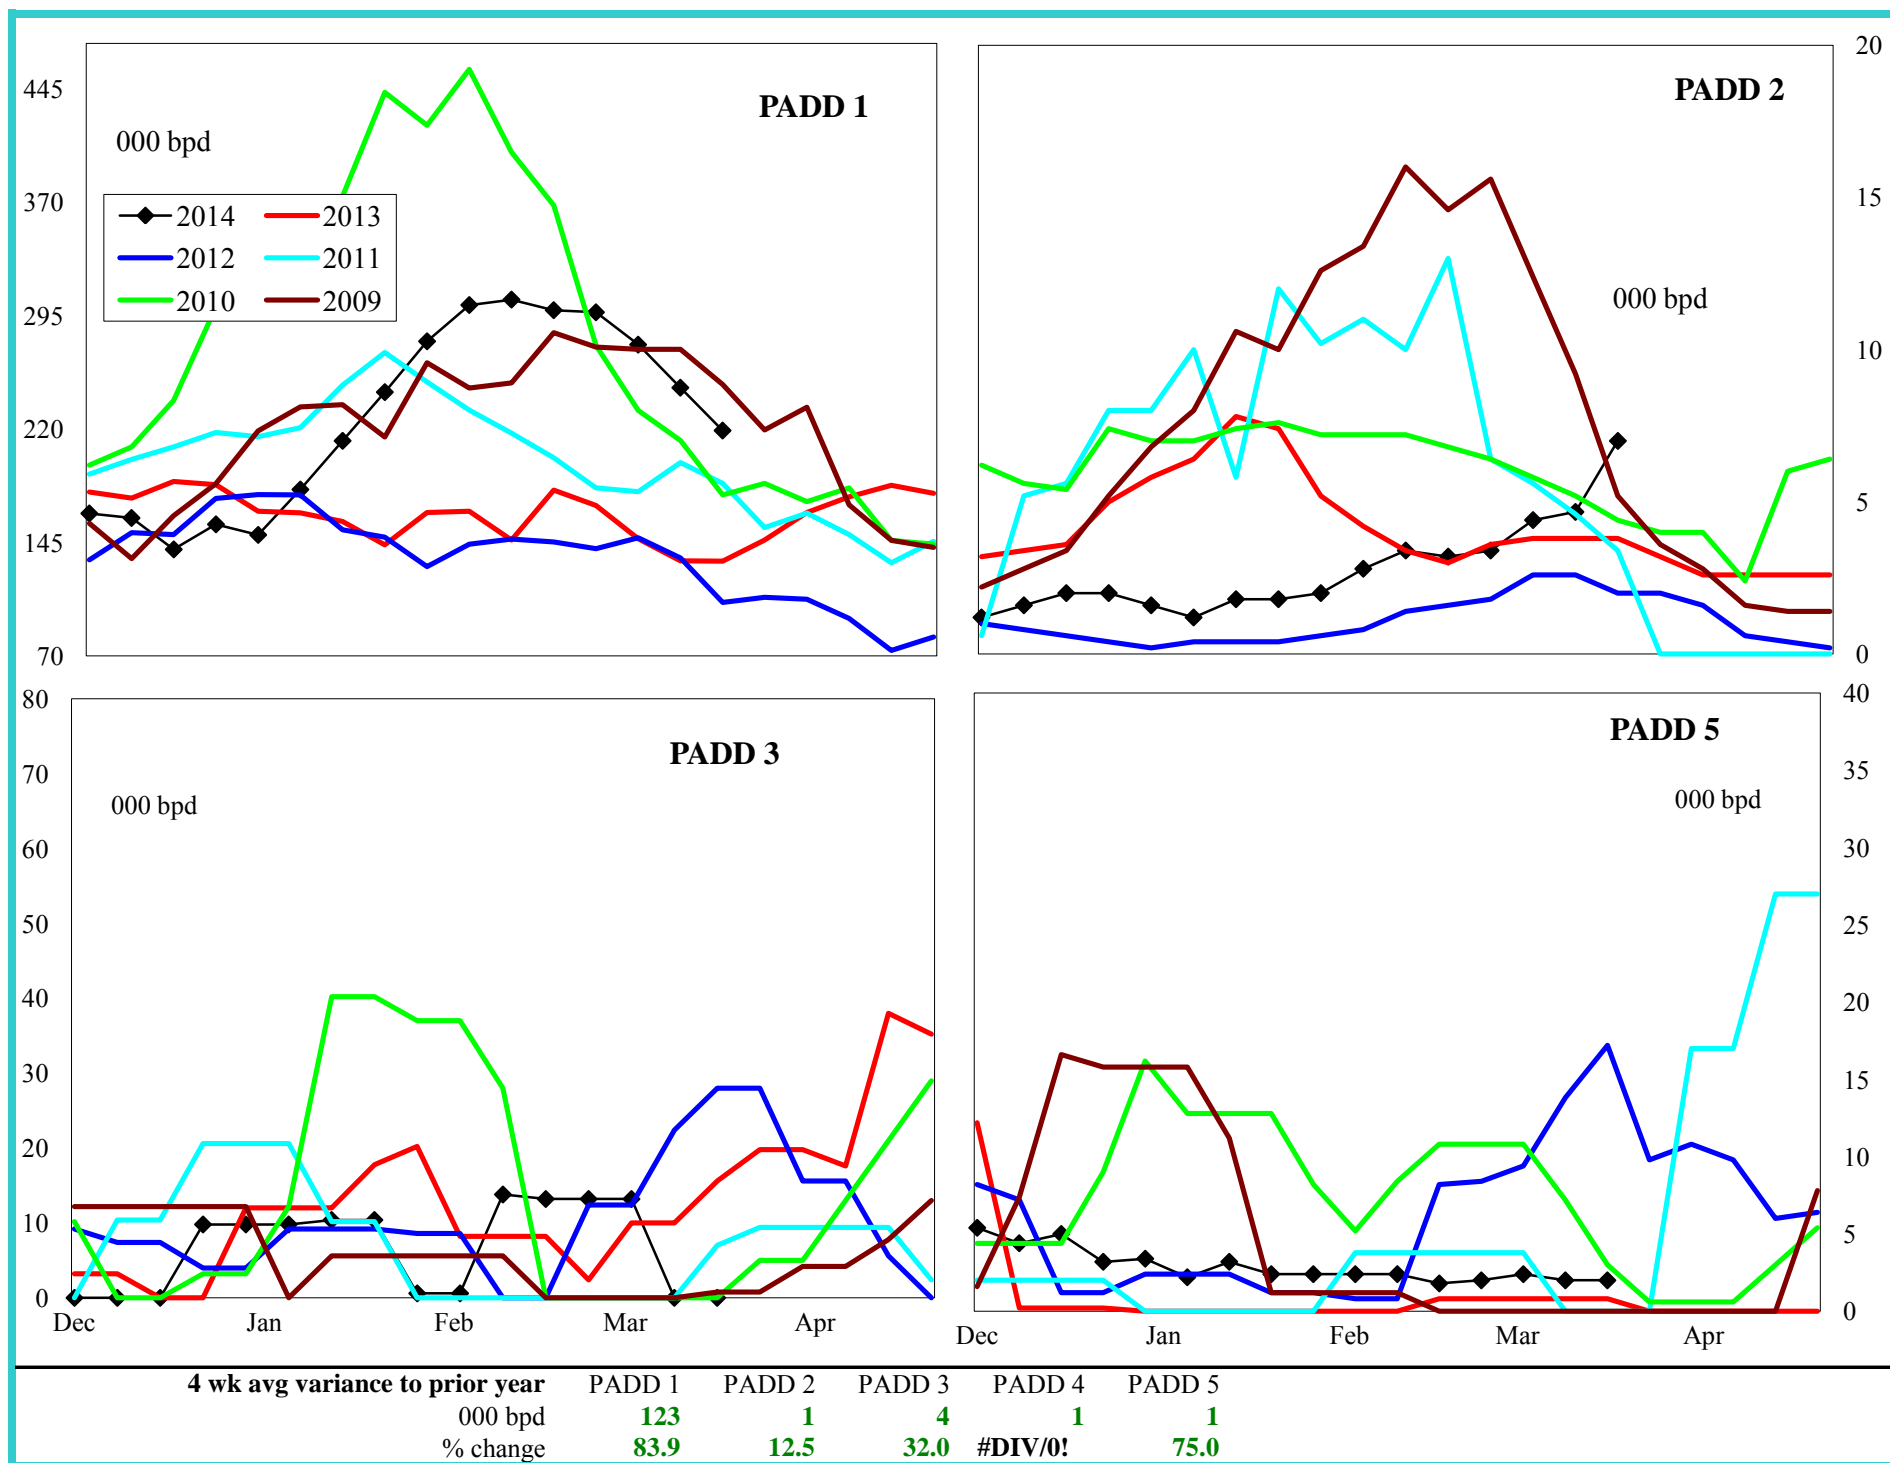 PADD 1
000 bpd
445
370
295
220
145
70
2014 2013
2012 2011
2010 2009
PADD 2
000 bpd
20
15
10
5
0
PADD 3
000 bpd
80
70
60
50
40
30
20
10
0
Dec Jan Feb Mar Apr
PADD 5
000 bpd
40
35
30
25
20
15
10
5
0
Dec Jan Feb Mar Apr
4 wk avg variance to prior year PADD 1 PADD 2 PADD 3 PADD 4 PADD 5
000 bpd 123 1 4 1 1
% change 83.9 12.5 32.0 #DIV/0! 75.0